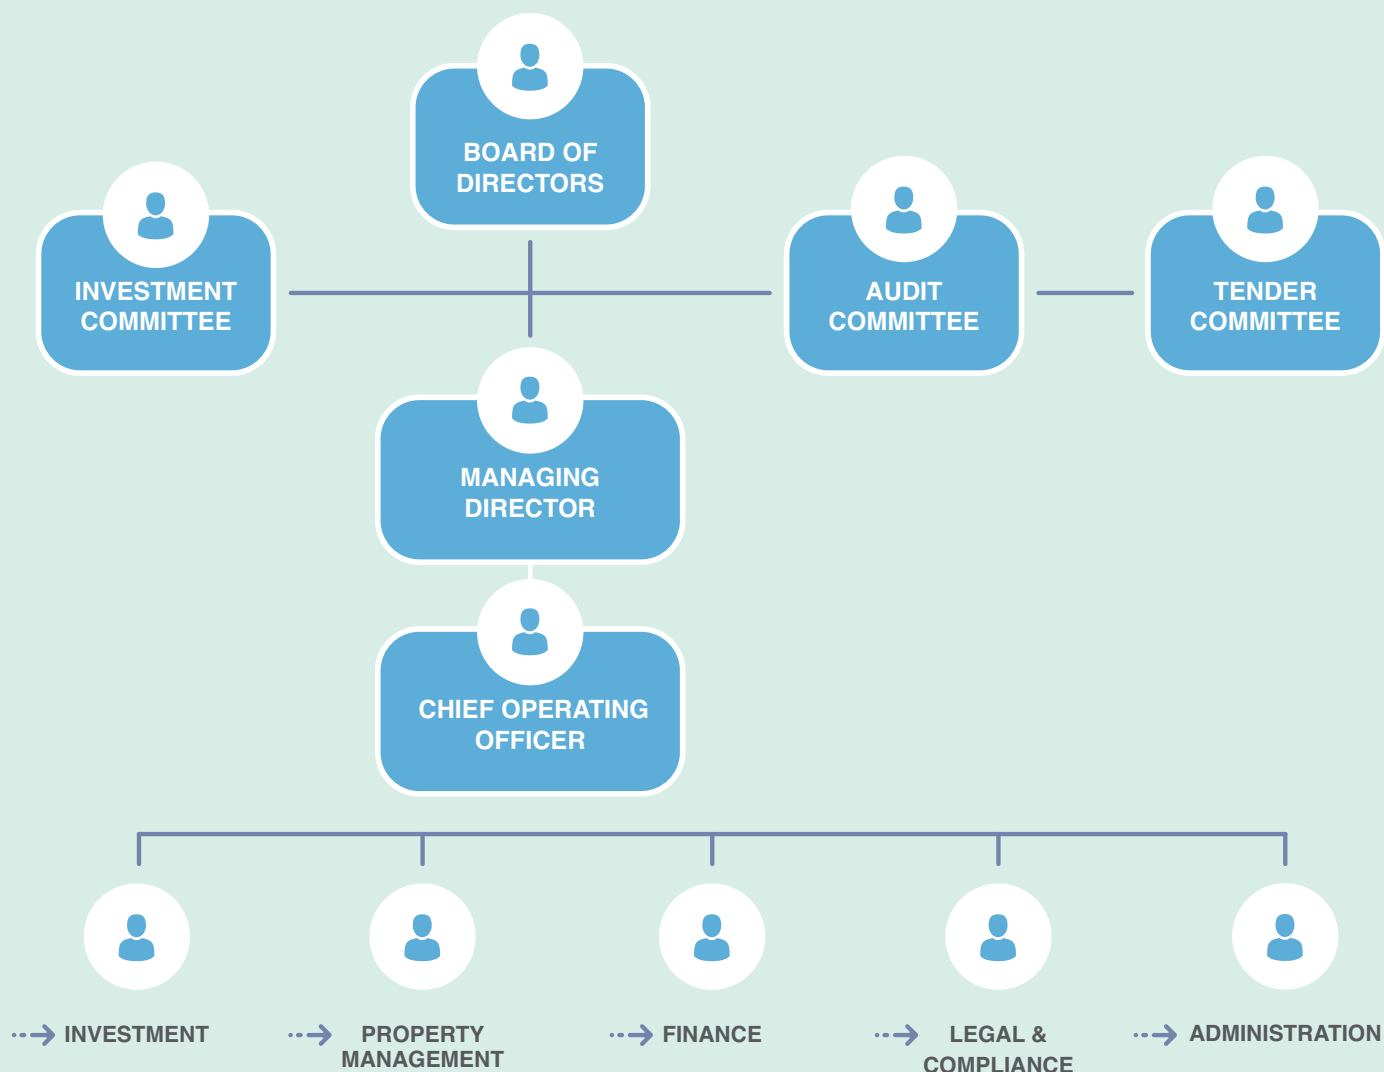 BOARD OF
DIRECTORS
INVESTMENT
COMMITTEE
AUDIT
COMMITTEE
TENDER
COMMITTEE
MANAGING
DIRECTOR
CHIEF OPERATING
OFFICER
INVESTMENT
PROPERTY
MANAGEMENT
FINANCE
LEGAL &
COMPLIANCE
ADMINISTRATION